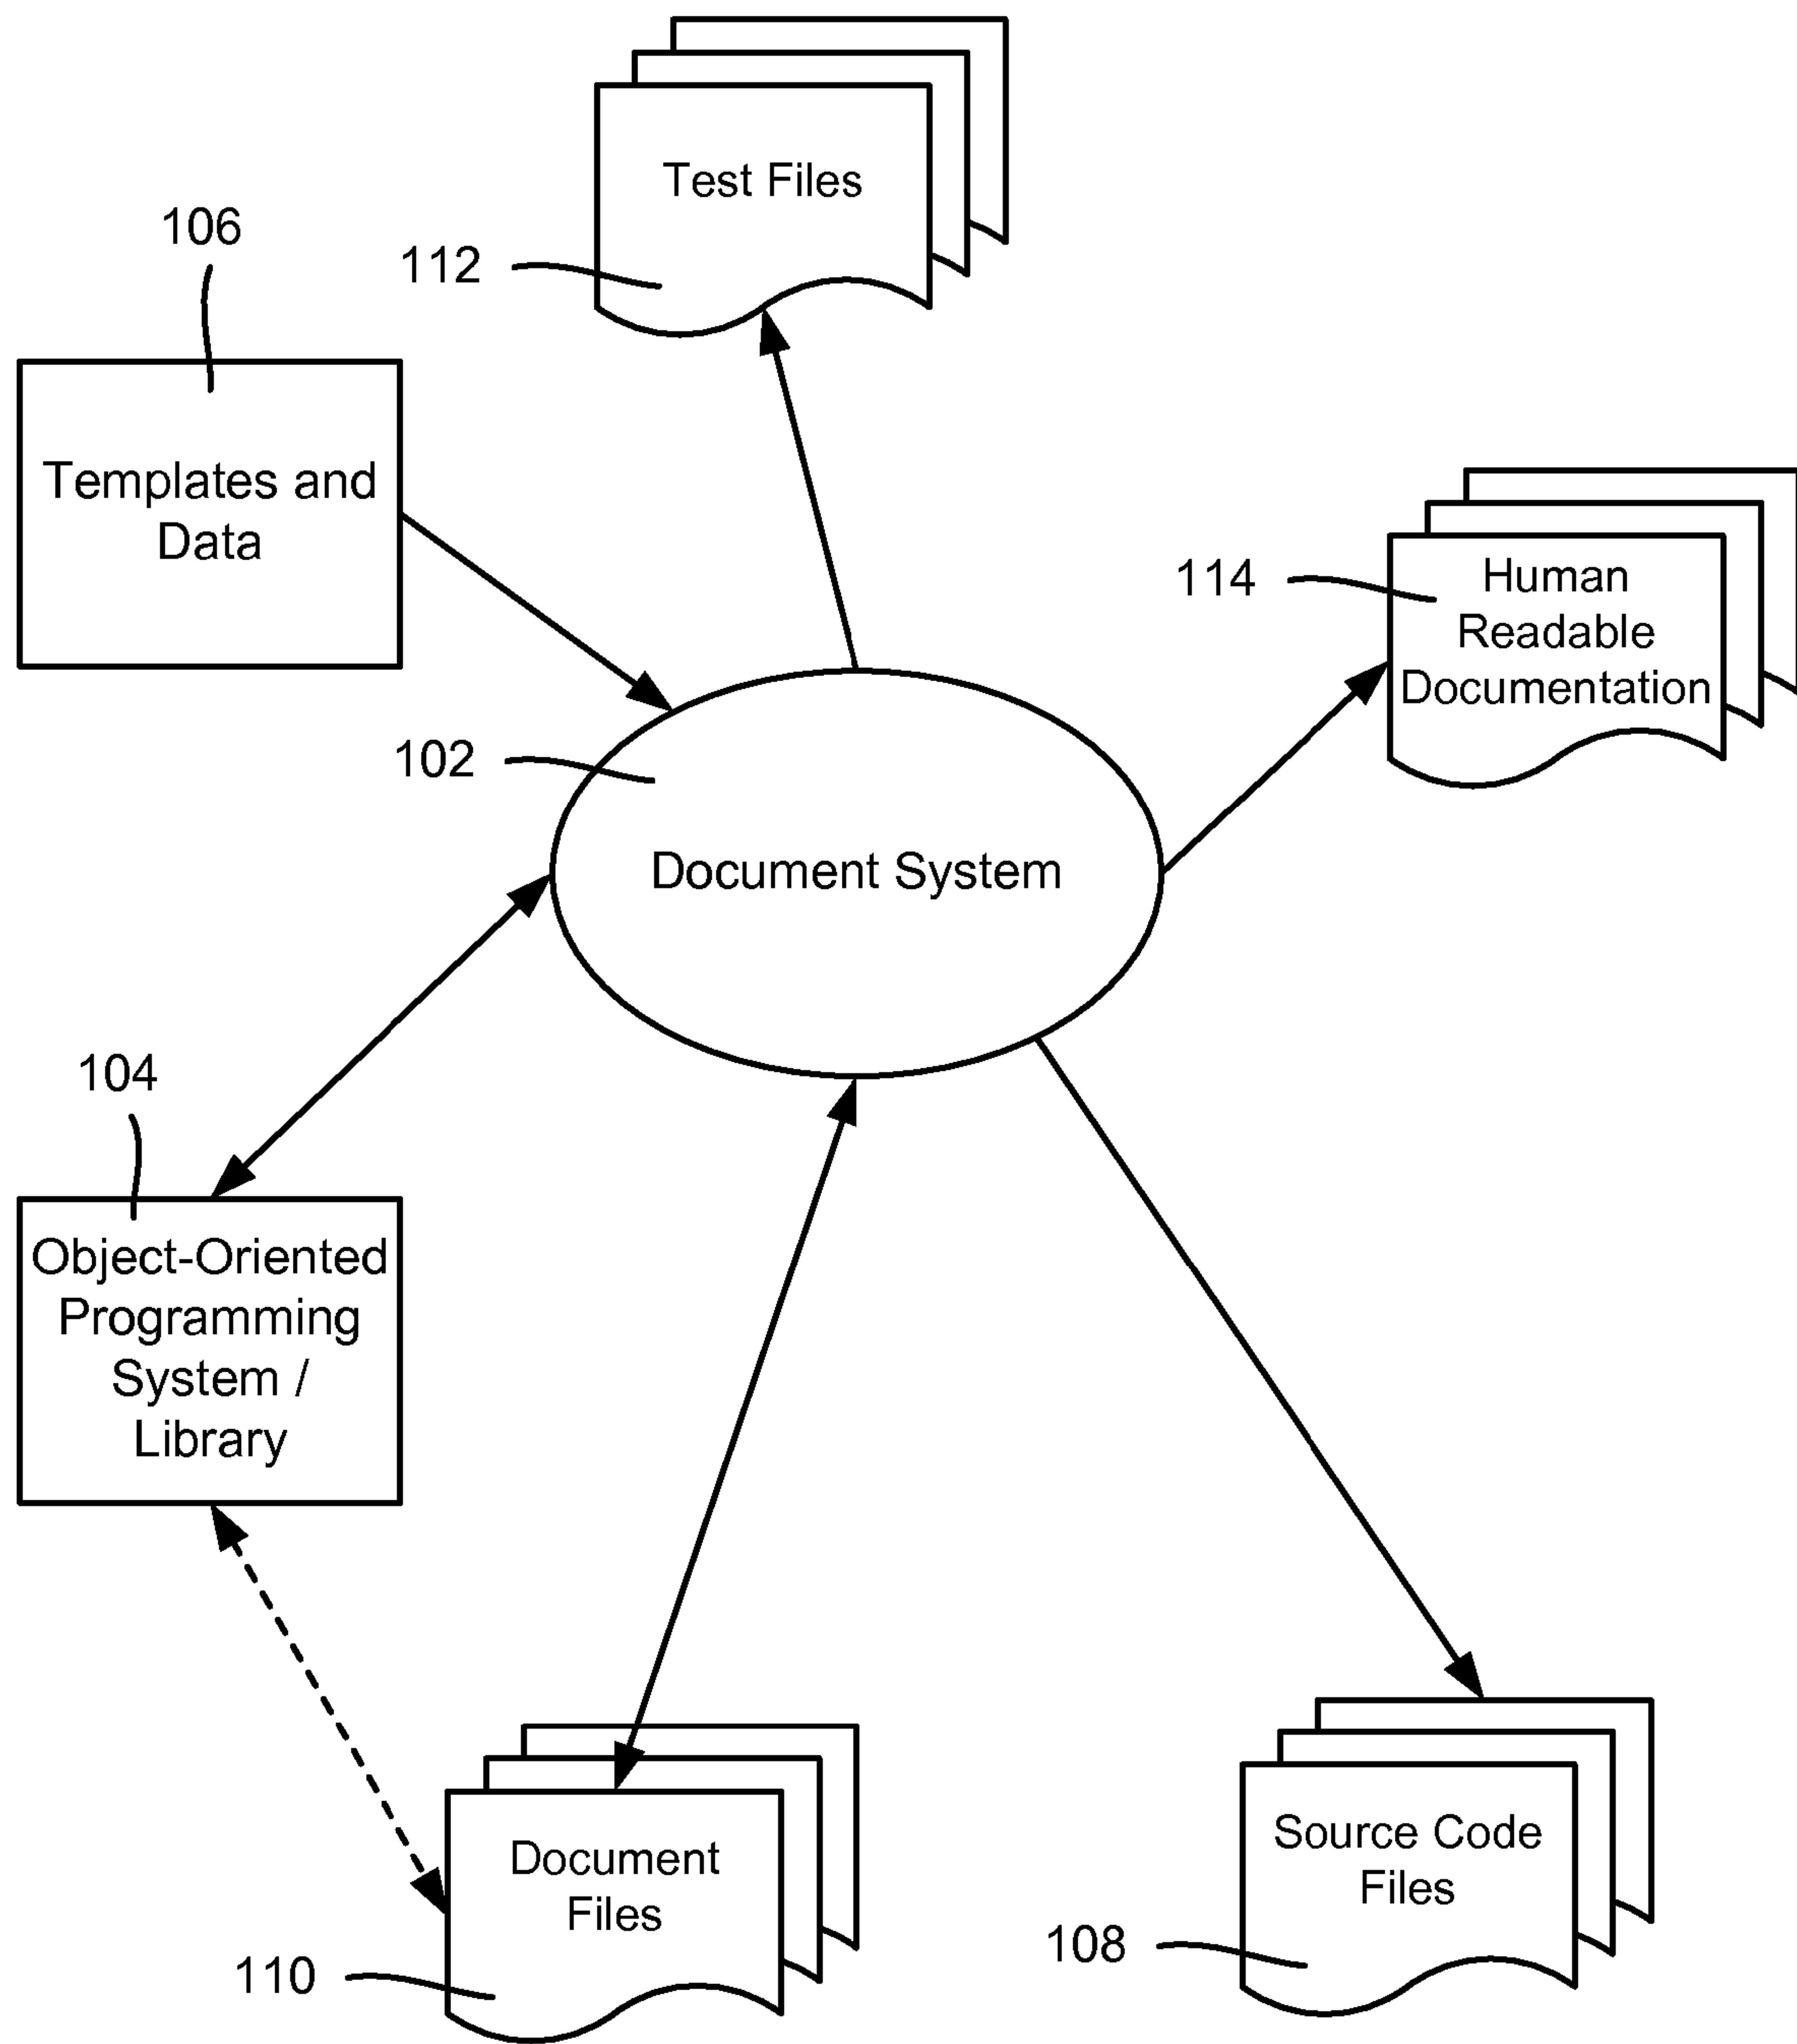 Test Files
112
106
Templates and
Data
114
Human
Readable
Documentation
102
Document System
104
Object-Oriented
Programming
System /
Library
Document
Files
110
Source Code
Files
108